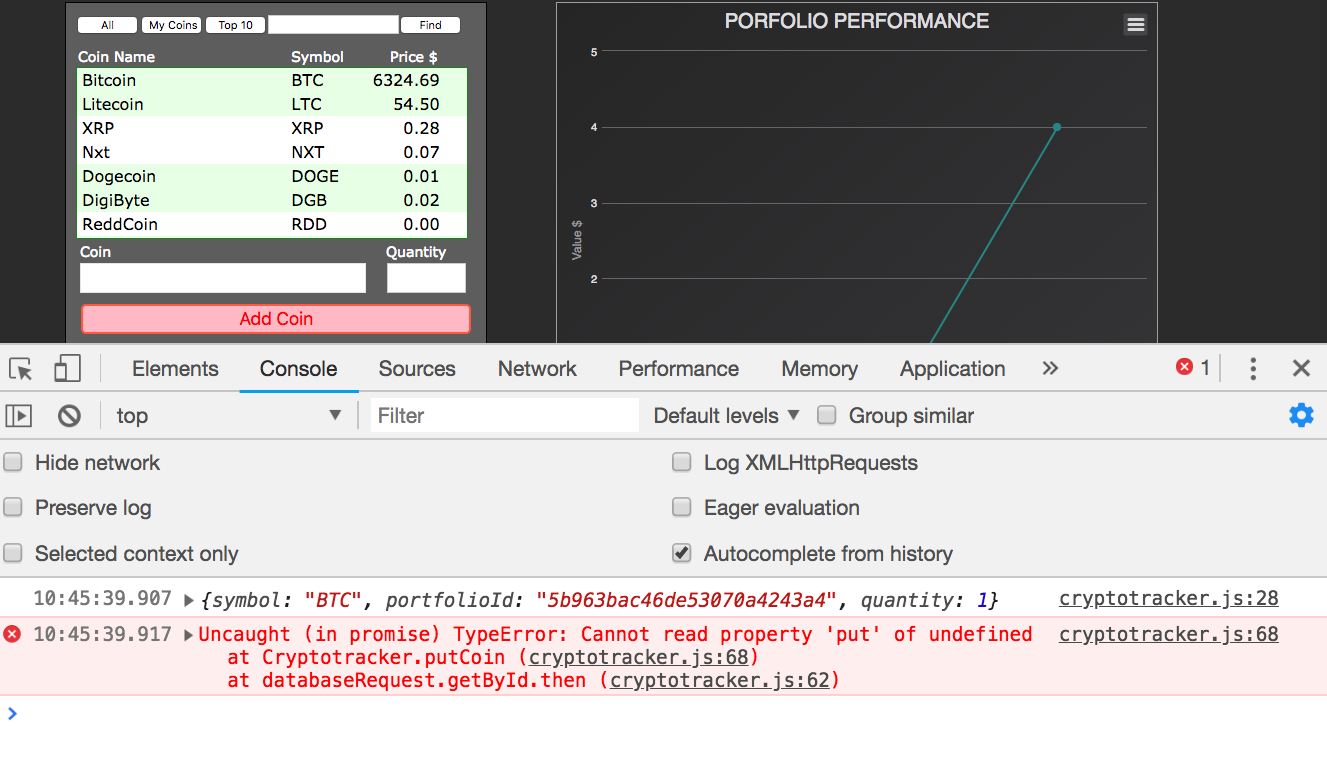 All My Coins Top 10 Find
Coin Name Symbol Price $
Bitcoin BTC 6324.69
Litecoin LTC 54.50
XRP XRP 0.28
Nxt NXT 0.07
Dogecoin DOGE 0.01
DigiByte DGB 0.02
ReddCoin RDD 0.00
Coin Quantity
Add Coin
PORFOLIO PERFORMANCE
5
4
3
2
Value $
Elements Console Sources Network Performance Memory Application 1
top Filter Default levels Group similar
Hide network Log XMLHttpRequests
Preserve log Eager evaluation
Selected context only Autocomplete from history
10:45:39.907 {symbol: "BTC", portfolioId: "5b963bac46de53070a4243a4", quantity: 1} cryptotracker.js:28
10:45:39.917 Uncaught (in promise) TypeError: Cannot read property 'put' of undefined cryptotracker.js:68
at Cryptotracker.putCoin (cryptotracker.js:68)
at databaseRequest.getById.then (cryptotracker.js:62)